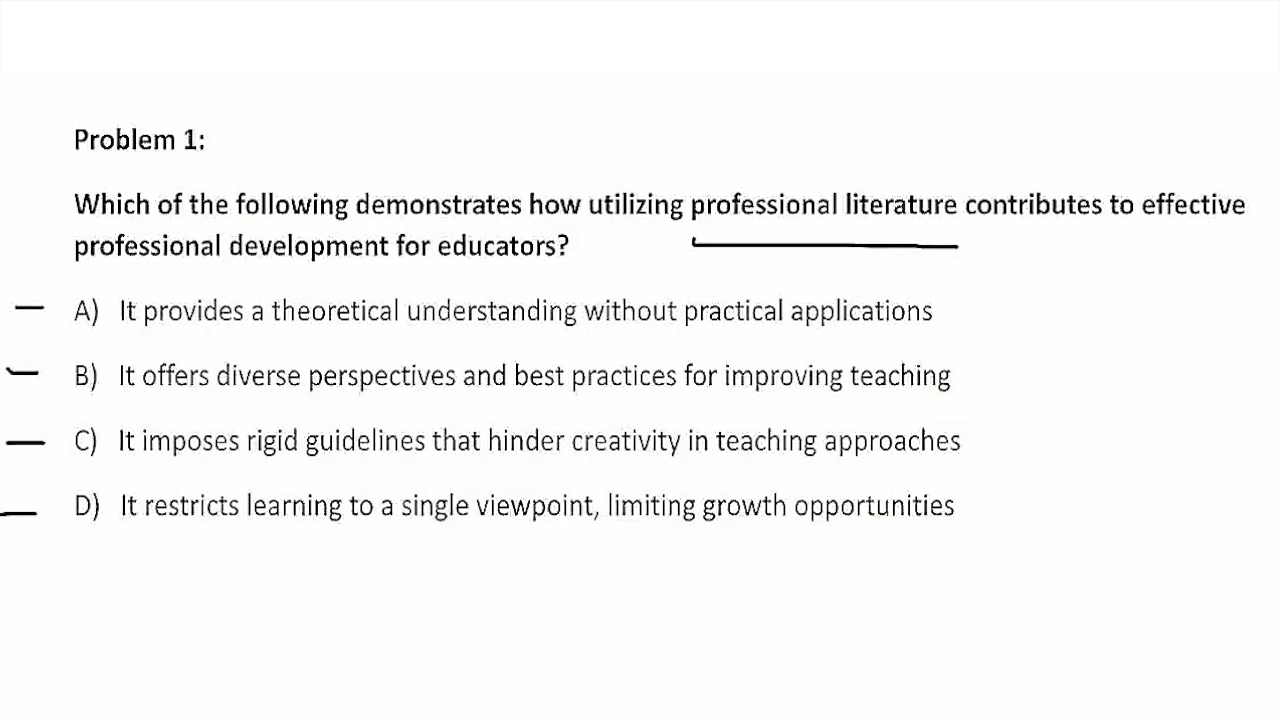 Problem 1:
Which of the following demonstrates how utilizing professional literature contributes to effective
professional development for educators?
A) It provides a theoretical understanding without practical applications
B) It offers diverse perspectives and best practices for improving teaching
C) It imposes rigid guidelines that hinder creativity in teaching approaches
D) It restricts learning to a single viewpoint, limiting growth opportunities